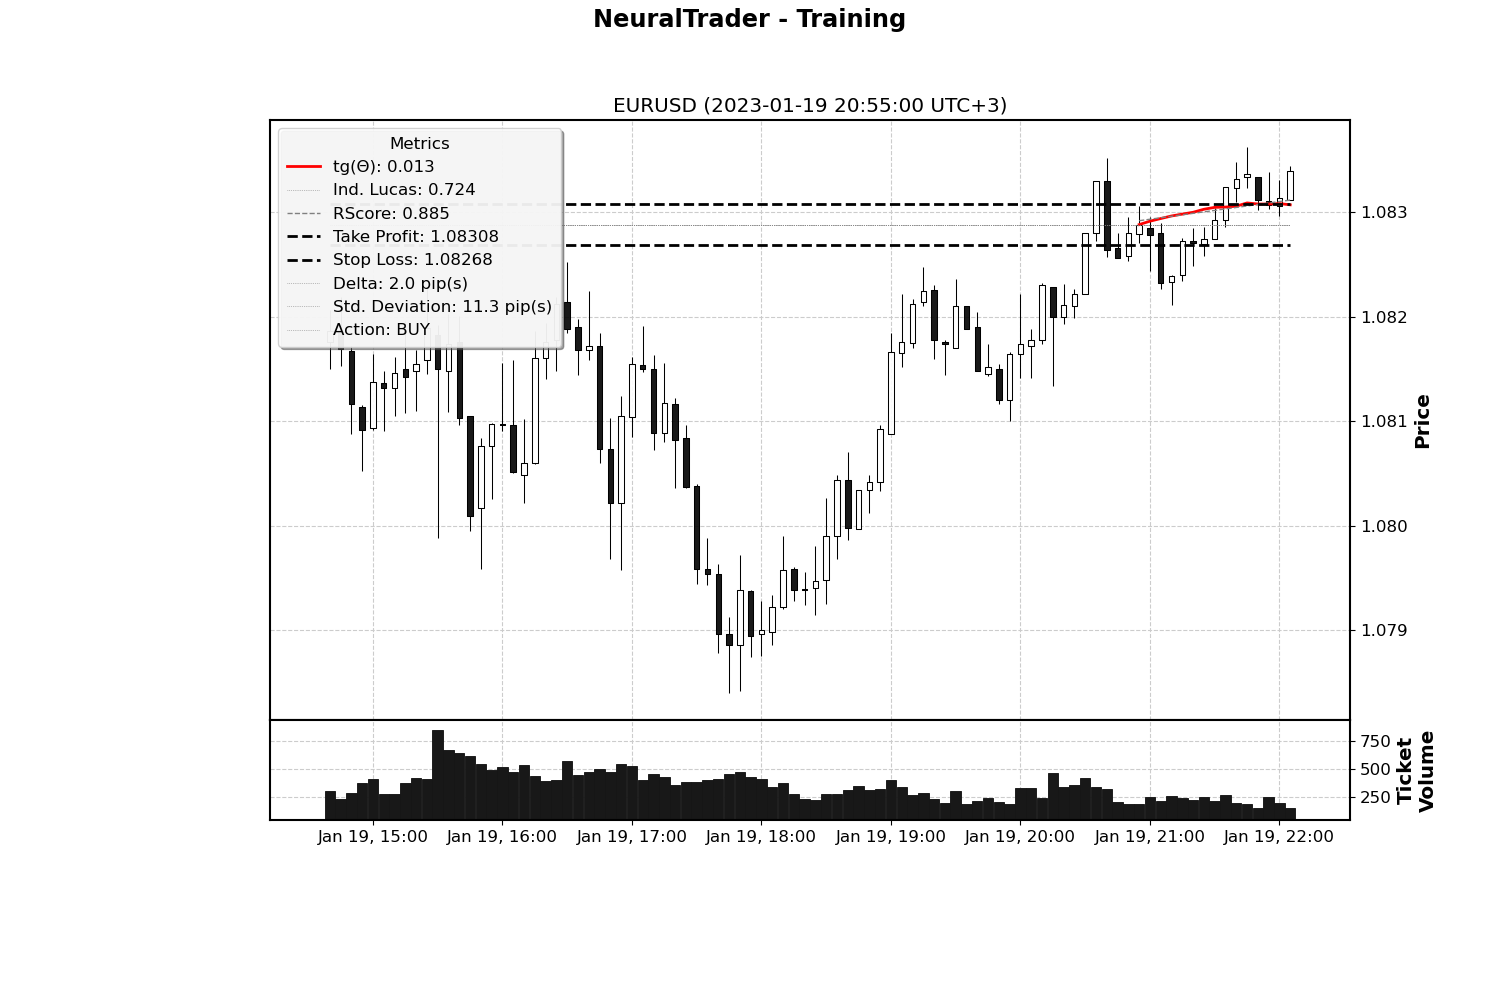 NeuralTrader - Training
EURUSD (2023-01-19 20:55:00 UTC+3)
Metrics
tg(Θ): 0.013
Ind. Lucas: 0.724
RScore: 0.885
Take Profit: 1.08308
Stop Loss: 1.08268
Delta: 2.0 pip(s)
Std. Deviation: 11.3 pip(s)
Action: BUY
1.083
1.082
1.081
1.080
1.079
Price
750
500
250
Ticket
Volume
Jan 19, 15:00
Jan 19, 16:00
Jan 19, 17:00
Jan 19, 18:00
Jan 19, 19:00
Jan 19, 20:00
Jan 19, 21:00
Jan 19, 22:00